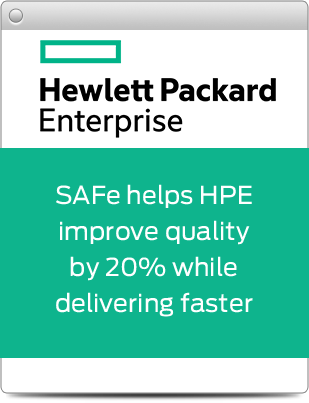 Hewlett Packard
Enterprise
SAFe helps HPE
improve quality
by 20% while
delivering faster